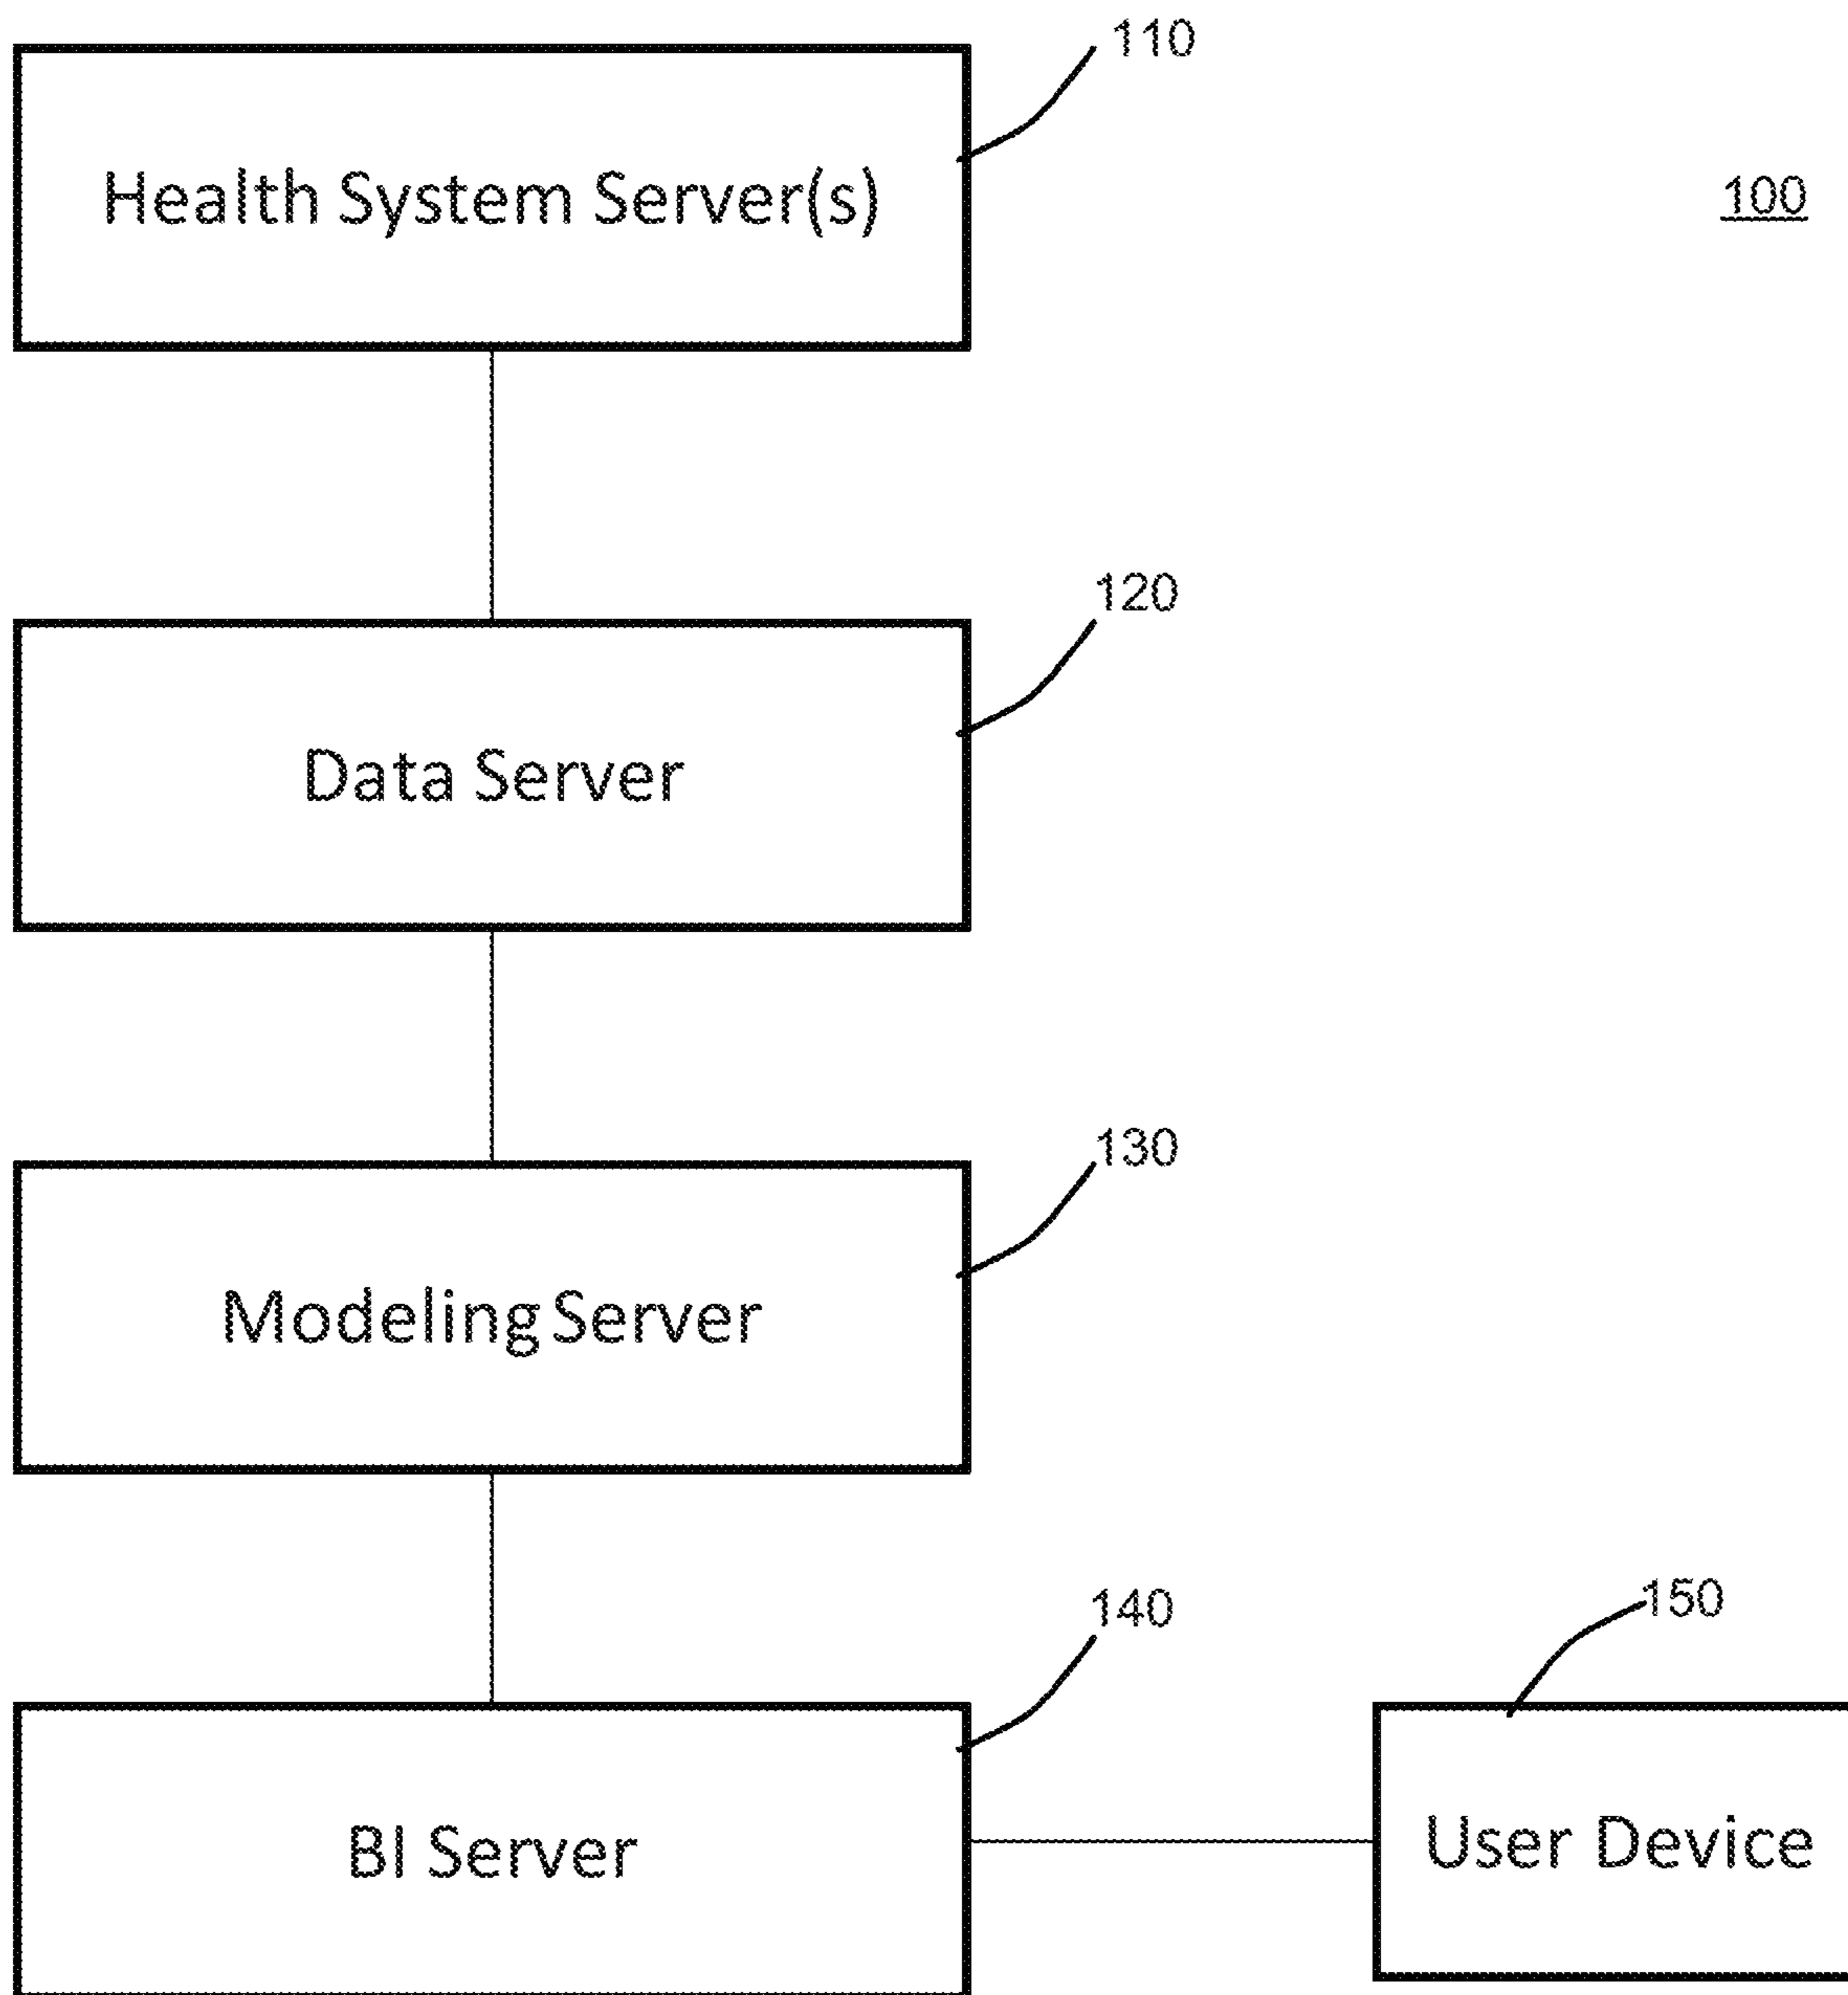 110
Health System Server(s)
100
120
Data Server
130
Modeling Server
140
150
BI Server
User Device